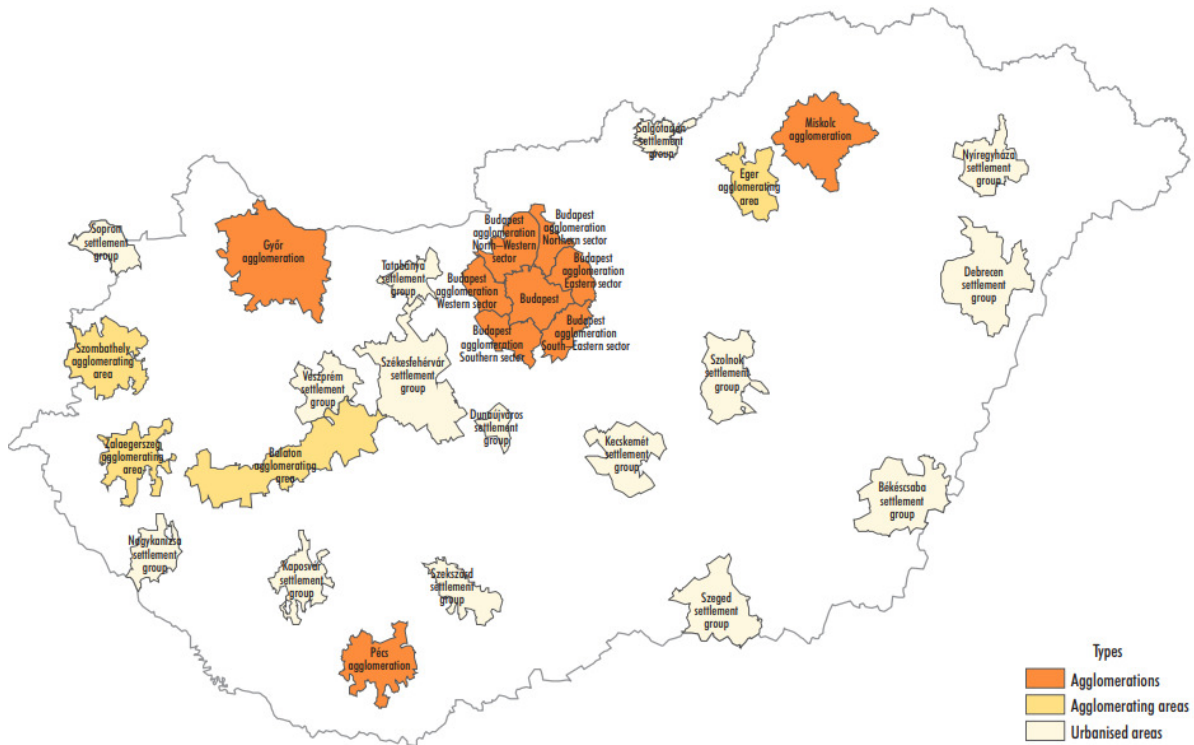 Salgótarján
settlement
group
Miskolc
agglomeration
Nyíregyháza
settlement
group
Eger
agglomerating
area
Sopron
settlement
group
Győr
agglomeration
Budapest
agglomeration
North–Western
sector
Budapest
agglomeration
Northern sector
Tatabánya
settlement
group
Budapest
agglomeration
Western sector
Budapest
Budapest
agglomeration
Eastern sector
Budapest
agglomeration
Southern sector
Budapest
agglomeration
South–Eastern sector
Debrecen
settlement
group
Szombathely
agglomerating
area
Veszprém
settlement
group
Székesfehérvár
settlement
group
Szolnok
settlement
group
Dunaújváros
settlement
group
Zalaegerszeg
agglomerating
area
Balaton
agglomerating
area
Kecskemét
settlement
group
Békéscsaba
settlement
group
Nagykanizsa
settlement
group
Kaposvár
settlement
group
Szekszárd
settlement
group
Szeged
settlement
group
Pécs
agglomeration
Types
Agglomerations
Agglomerating areas
Urbanised areas